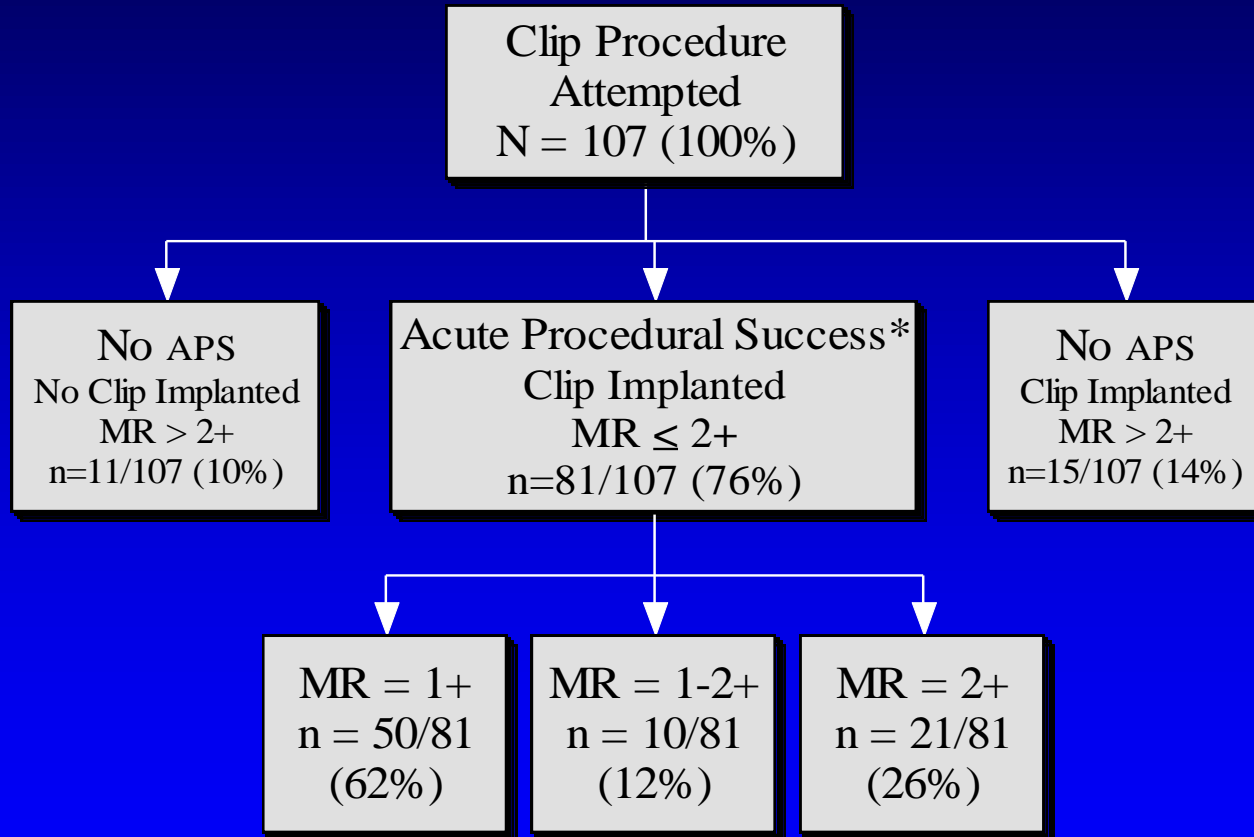 Clip Procedure
Attempted
N = 107 (100%)
No APS
No Clip Implanted
MR > 2+
n=11/107 (10%)
Acute Procedural Success*
Clip Implanted
MR ≤ 2+
n=81/107 (76%)
No APS
Clip Implanted
MR > 2+
n=15/107 (14%)
MR = 1+
n = 50/81
(62%)
MR = 1-2+
n = 10/81
(12%)
MR = 2+
n = 21/81
(26%)